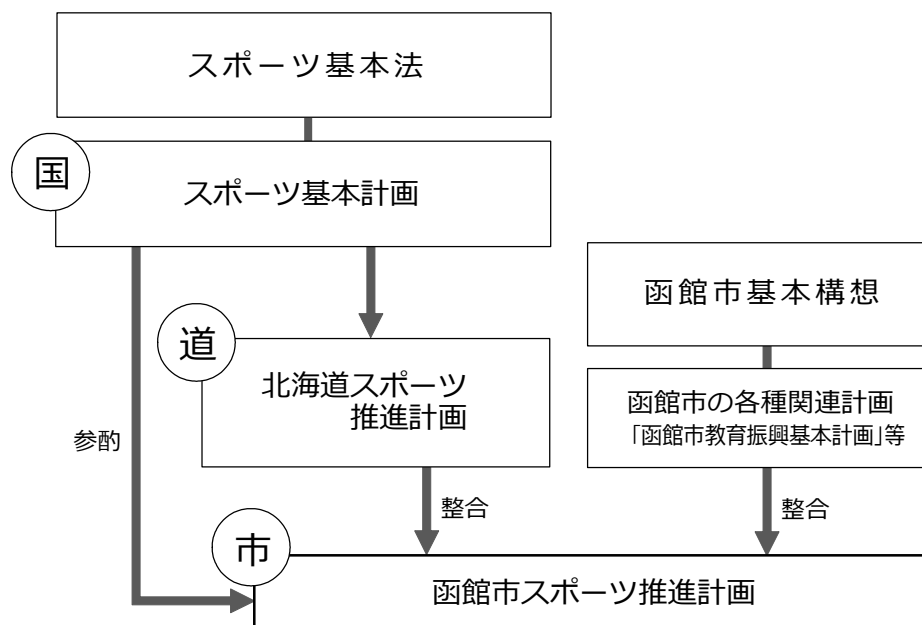 スポーツ基本法
国
スポーツ基本計画
函館市基本構想
道
北海道スポーツ
推進計画
函館市の各種関連計画
「函館市教育振興基本計画」等
参酌
整合
整合
市
函館市スポーツ推進計画